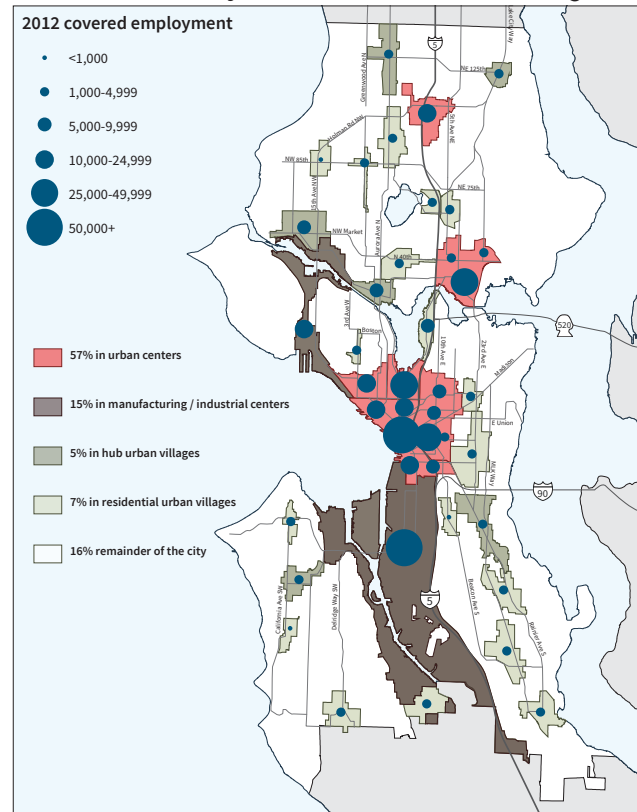 2012 covered employment
<1,000
1,000-4,999
5,000-9,999
10,000-24,999
25,000-49,999
50,000+
57% in urban centers
15% in manufacturing / industrial centers
5% in hub urban villages
7% in residential urban villages
16% remainder of the city
Lake City Way
5
Greenwood Ave N
NE 125th
Holman Rd NW
5th Ave NE
NW 85th
15th Ave NW
NE 75th
NW Market
Aurora Ave N
N 40th
3rd Ave W
Boston
10th Ave E
23rd Ave E
520
Madison
E Union
MLK Way
90
California Ave SW
Delridge Way SW
5
Beacon Ave S
Rainier Ave S